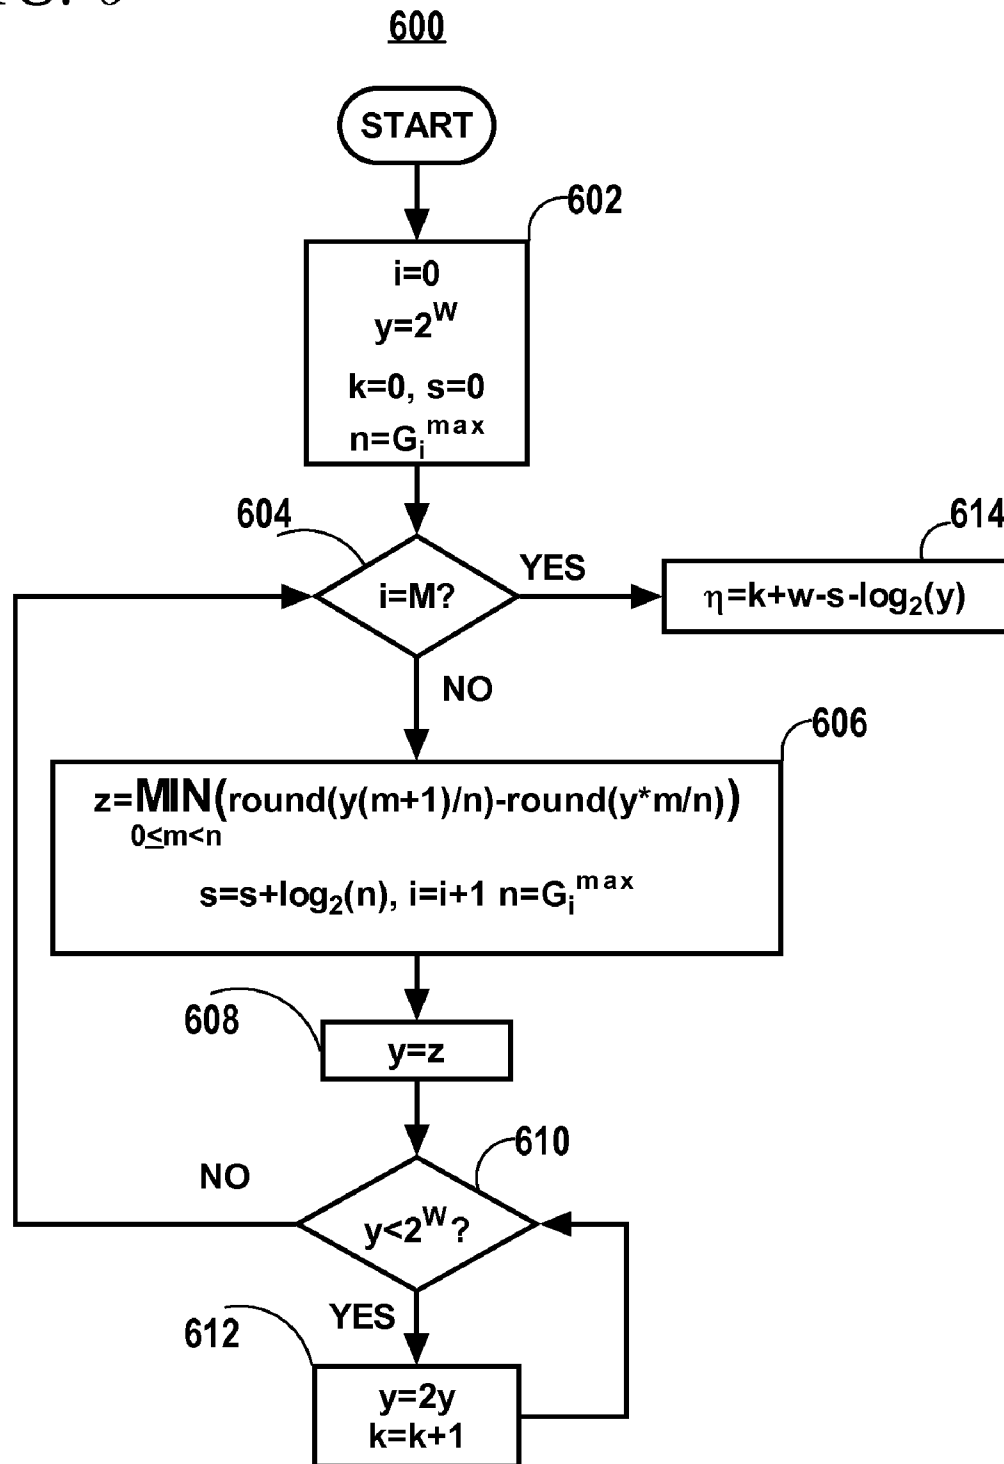 600
START
602
i=0
y=2^W
k=0, s=0
n=G_i^max
604
i=M?
YES
614
η=k+w-s-log₂(y)
NO
606
z=MIN(round(y(m+1)/n)-round(y*m/n))
0≤m<n
s=s+log₂(n), i=i+1 n=G_i^max
608
y=z
610
NO
y<2^W?
YES
612
y=2y
k=k+1